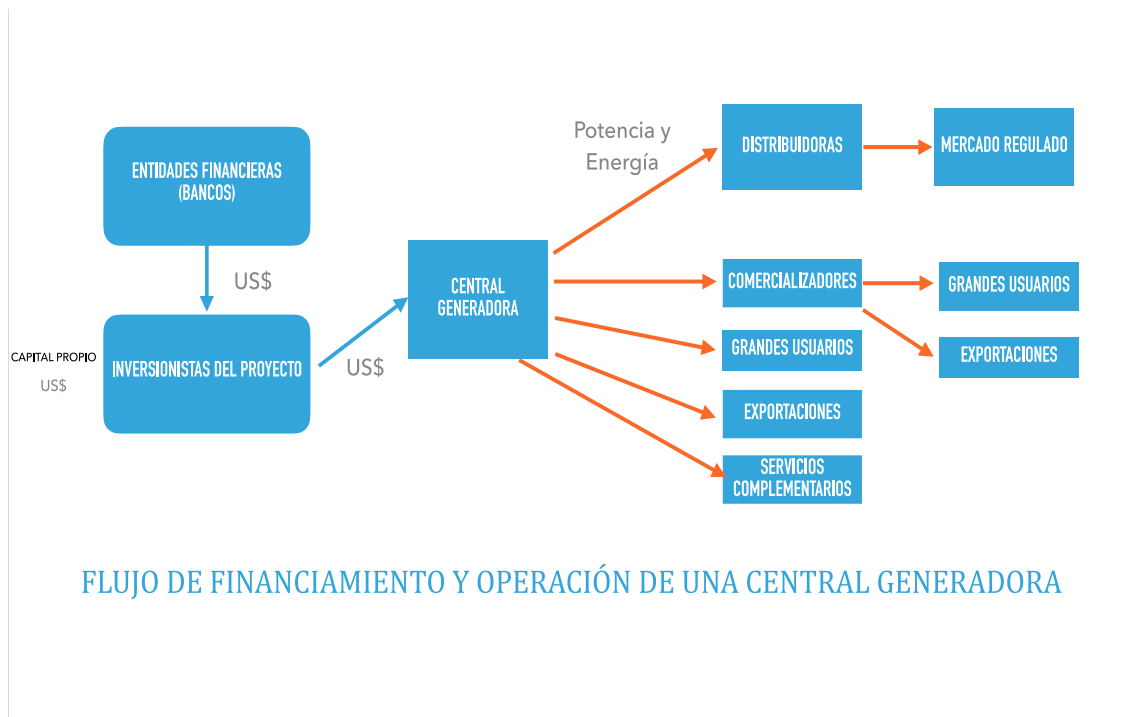 ENTIDADES FINANCIERAS
(BANCOS)
US$
CAPITAL PROPIO
US$
INVERSIONISTAS DEL PROYECTO
US$
CENTRAL
GENERADORA
Potencia y
Energía
DISTRIBUIDORAS
MERCADO REGULADO
COMERCIALIZADORES
GRANDES USUARIOS
GRANDES USUARIOS
EXPORTACIONES
EXPORTACIONES
SERVICIOS
COMPLEMENTARIOS
FLUJO DE FINANCIAMIENTO Y OPERACIÓN DE UNA CENTRAL GENERADORA